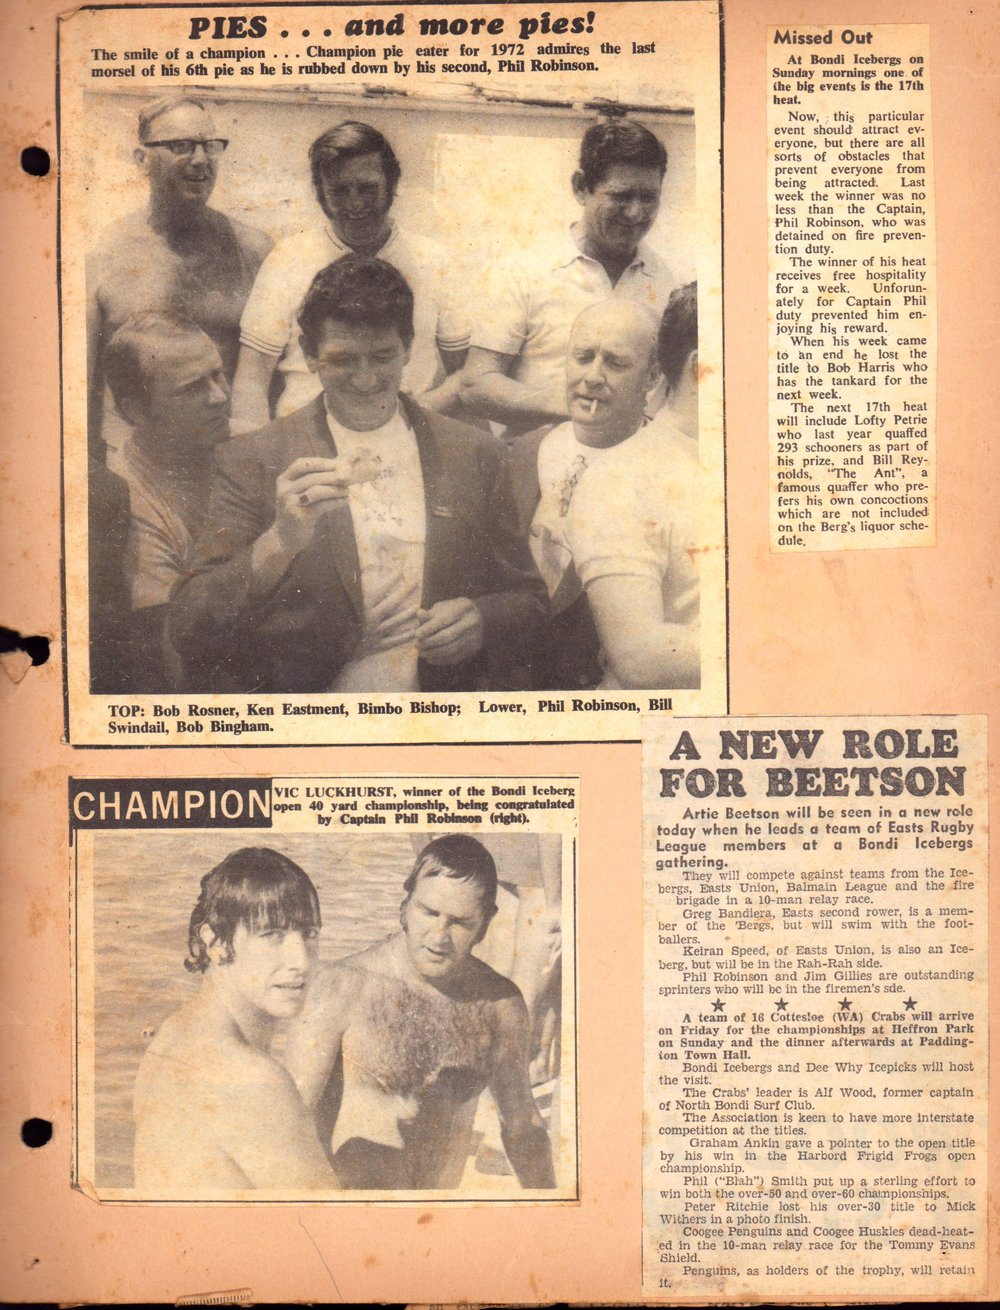 PIES . . . and more pies!
The smile of a champion . . . Champion pie eater for 1972 admires the last
morsel of his 6th pie as he is rubbed down by his second, Phil Robinson.
TOP: Bob Rosner, Ken Eastment, Bimbo Bishop; Lower, Phil Robinson, Bill
Swindail, Bob Bingham.
Missed Out
At Bondi Icebergs on
Sunday mornings one of
the big events is the 17th
heat.
Now, this particular
event should attract ev-
eryone, but there are all
sorts of obstacles that
prevent everyone from
being attracted. Last
week the winner was no
less than the Captain,
Phil Robinson, who was
detained on fire preven-
tion duty.
The winner of his heat
receives free hospitality
for a week. Unforun-
ately for Captain Phil
duty prevented him en-
joying his reward.
When his week came
to an end he lost the
title to Bob Harris who
has the tankard for the
next week.
The next 17th heat
will include Lofty Petrie
who last year quaffed
293 schooners as part of
his prize, and Bill Rey-
nolds, "The Ant", a
famous quaffer who pre-
fers his own concoctions
which are not included
on the Berg's liquor sche-
dule.
CHAMPION
VIC LUCKHURST, winner of the Bondi Iceberg
open 40 yard championship, being congratulated
by Captain Phil Robinson (right).
A NEW ROLE
FOR BEETSON
Artie Beetson will be seen in a new role
today when he leads a team of Easts Rugby
League members at a Bondi Icebergs
gathering.
They will compete against teams from the Ice-
bergs, Easts Union, Balmain League and the fire
brigade in a 10-man relay race.
Greg Bandiera, Easts second rower, is a mem-
ber of the 'Bergs, but will swim with the foot-
ballers.
Keiran Speed, of Easts Union, is also an Ice-
berg, but will be in the Rah-Rah side.
Phil Robinson and Jim Gillies are outstanding
sprinters who will be in the firemen's sde.
A team of 16 Cottesloe (WA) Crabs will arrive
on Friday for the championships at Heffron Park
on Sunday and the dinner afterwards at Padding-
ton Town Hall.
Bondi Icebergs and Dee Why Icepicks will host
the visit.
The Crabs' leader is Alf Wood, former captain
of North Bondi Surf Club.
The Association is keen to have more interstate
competition at the titles.
Graham Ankin gave a pointer to the open title
by his win in the Harbord Frigid Frogs open
championship.
Phil ("Blah") Smith put up a sterling effort to
win both the over-50 and over-60 championships.
Peter Ritchie lost his over-30 title to Mick
Withers in a photo finish.
Coogee Penguins and Coogee Huskies dead-heat-
ed in the 10-man relay race for the Tommy Evans
Shield.
Penguins, as holders of the trophy, will retain
it.